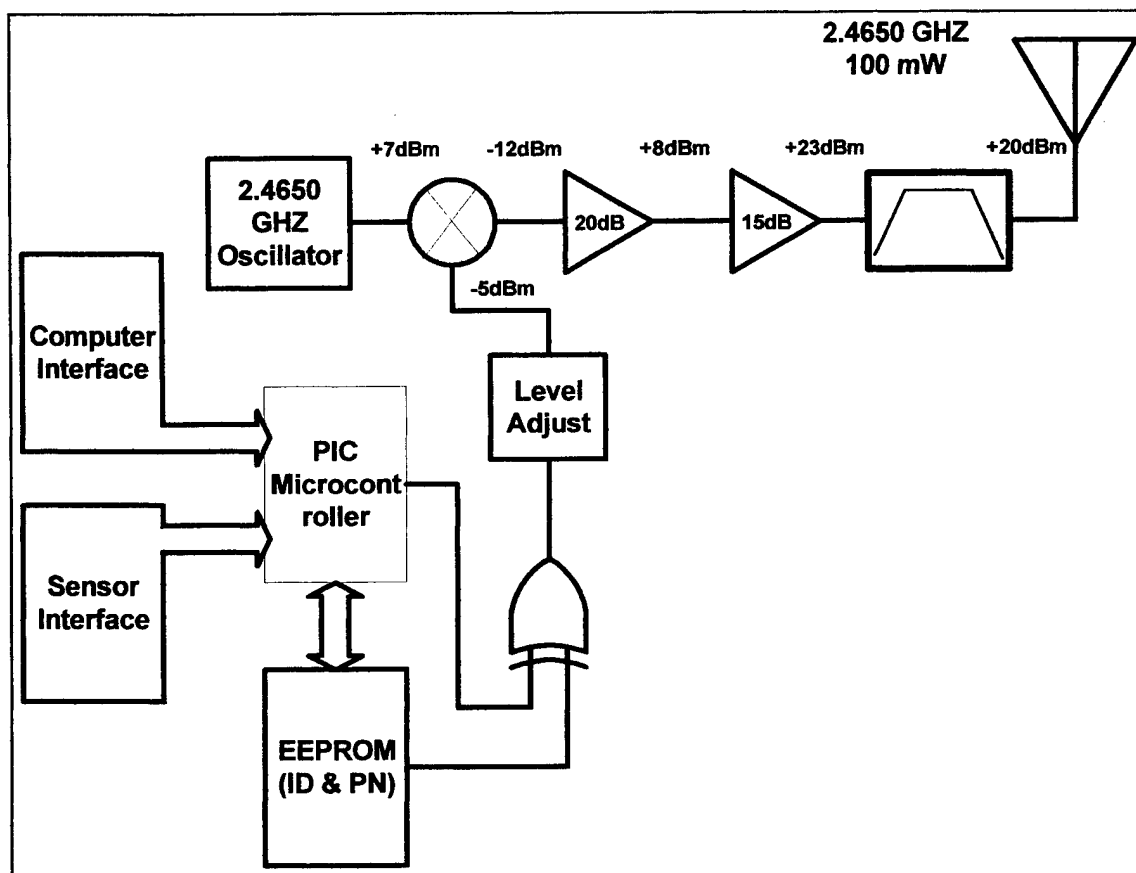 2.4650 GHZ
100 mW
+7dBm
-12dBm
+8dBm
+23dBm
+20dBm
2.4650
GHZ
Oscillator
20dB
15dB
-5dBm
Computer
Interface
Level
Adjust
PIC
Microcont
roller
Sensor
Interface
EEPROM
(ID & PN)